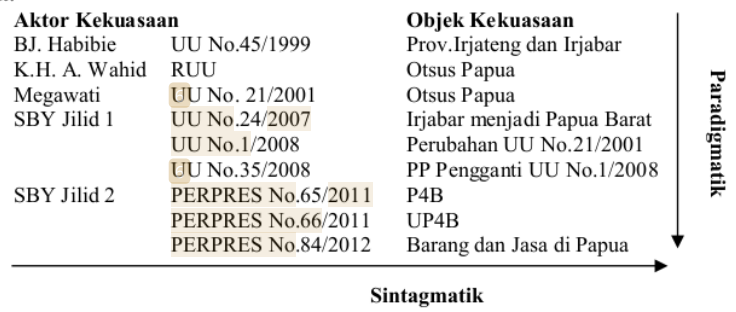 Aktor Kekuasaan Objek Kekuasaan
BJ. Habibie UU No.45/1999 Prov.Irjateng dan Irjabar
K.H. A. Wahid RUU Otsus Papua
Megawati UU No. 21/2001 Otsus Papua
SBY Jilid 1 UU No.24/2007 Irjabar menjadi Papua Barat
UU No.1/2008 Perubahan UU No.21/2001
UU No.35/2008 PP Pengganti UU No.1/2008
SBY Jilid 2 PERPRES No.65/2011 P4B
PERPRES No.66/2011 UP4B
PERPRES No.84/2012 Barang dan Jasa di Papua
Paradigmatik
Sintagmatik